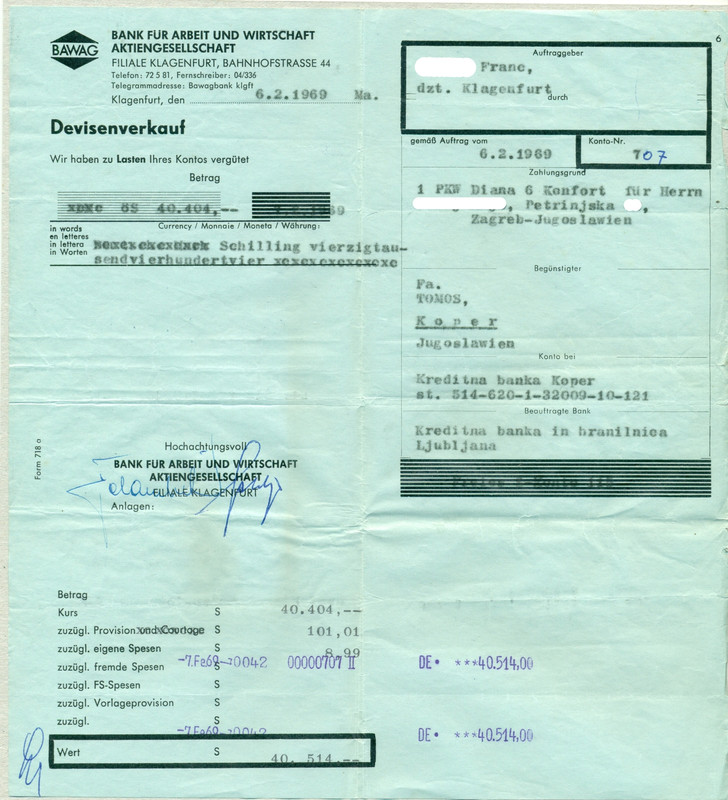 BAWAG
BANK FÜR ARBEIT UND WIRTSCHAFT
AKTIENGESELLSCHAFT
FILIALE KLAGENFURT, BAHNHOFSTRASSE 44
Telefon: 72 5 81, Fernschreiber: 04/336
Telegrammadresse: Bawagbank klgft
Klagenfurt, den 6.2.1969 Ma.
Devisenverkauf
Wir haben zu Lasten Ihres Kontos vergütet
Betrag
öS 40.404,--
Currency / Monnaie / Moneta / Währung:
in words
en lettres
in lettera
in Worten
Schilling vierzigtau-
sendvierhundertvier xcxcxcxcxcxcxc
6
Auftraggeber
Franc,
dzt. Klagenfurt
durch
gemäß Auftrag vom
6.2.1969
Konto-Nr.
707
Zahlungsgrund
1 PKW Diana 6 Konfort für Herrn
, Petrinjska ,
Zagreb-Jugoslawien
Begünstigter
Fa.
TOMOS,
Koper
Jugoslawien
Konto bei
Kreditna banka Koper
st. 514-620-1-32009-10-121
Beauftragte Bank
Kreditna banka in hranilnica
Ljubljana
Form 718 a
Hochachtungsvoll
BANK FÜR ARBEIT UND WIRTSCHAFT
AKTIENGESELLSCHAFT
FILIALE KLAGENFURT
Anlagen:
Betrag
Kurs S 40.404,--
zuzügl. Provision und Courtage S 101,01
zuzügl. eigene Spesen S 8,99
-7.Feb69 0042 00000707 II DE• ***40.514,00
zuzügl. fremde Spesen S
zuzügl. FS-Spesen S
zuzügl. Vorlageprovision S
zuzügl. S
-7.Feb69 0042 DE• ***40.514,00
Wert S 40.514,--